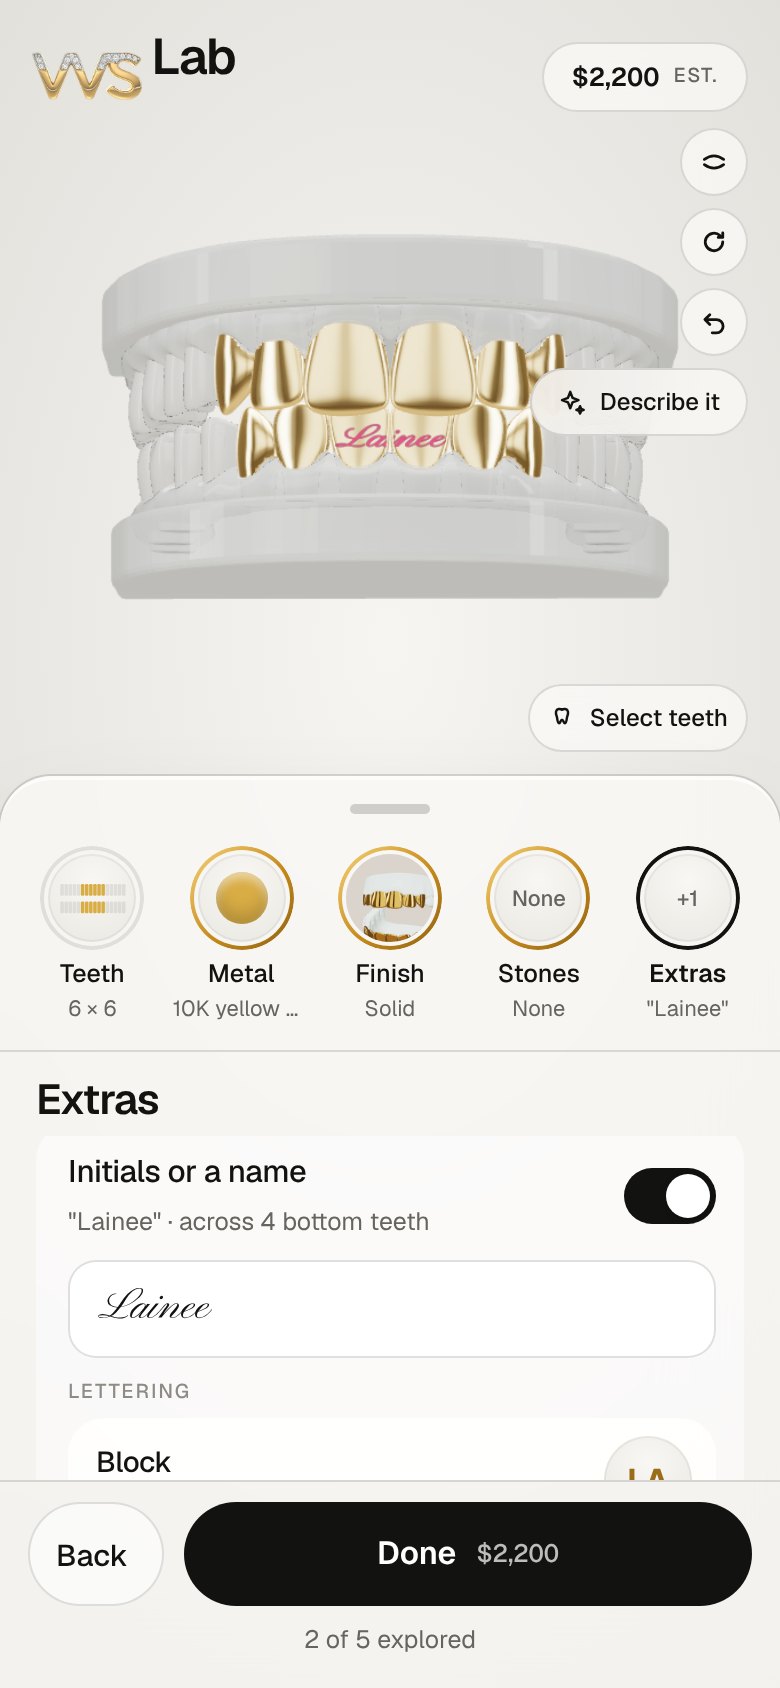 VVS Lab
$2,200 EST.
Describe it
Lainee
Select teeth
None
+1
Teeth
Metal
Finish
Stones
Extras
6 × 6
10K yellow ...
Solid
None
"Lainee"
Extras
Initials or a name
"Lainee" · across 4 bottom teeth
Lainee
LETTERING
Block
LA
Back
Done $2,200
2 of 5 explored